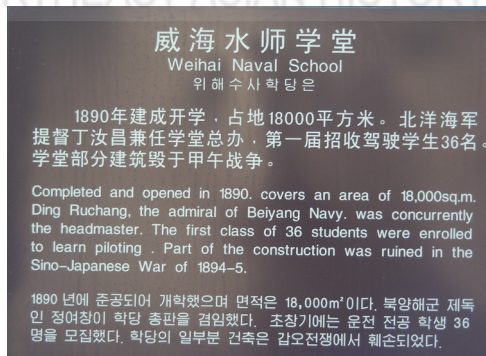 威海水师学堂
Weihai Naval School
위해수사학당은
1890年建成开学，占地18000平方米。北洋海军
提督丁汝昌兼任学堂总办，第一届招收驾驶学生36名。
学堂部分建筑毁于甲午战争。
Completed and opened in 1890. covers an area of 18,000sq.m.
Ding Ruchang, the admiral of Beiyang Navy. was concurrently
the headmaster. The first class of 36 students were enrolled
to learn piloting . Part of the construction was ruined in the
Sino-Japanese War of 1894-5.
1890 년에 준공되어 개학했으며 면적은 18,000㎡이다. 북양해군 제독
인 정여창이 학당 총판을 겸임했다. 초창기에는 운전 전공 학생 36
명을 모집했다. 학당의 일부분 건축은 갑오전쟁에서 훼손되었다.